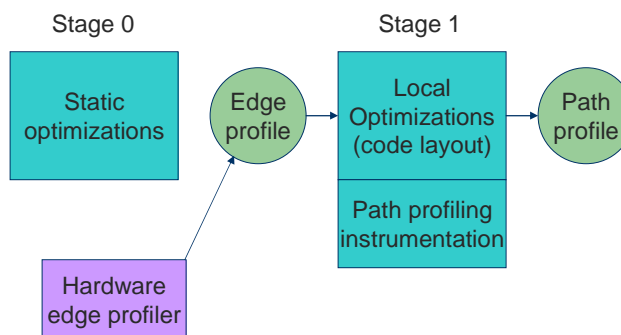 Stage 0
Stage 1
Static
optimizations
Edge
profile
Local
Optimizations
(code layout)
Path
profile
Path profiling
instrumentation
Hardware
edge profiler